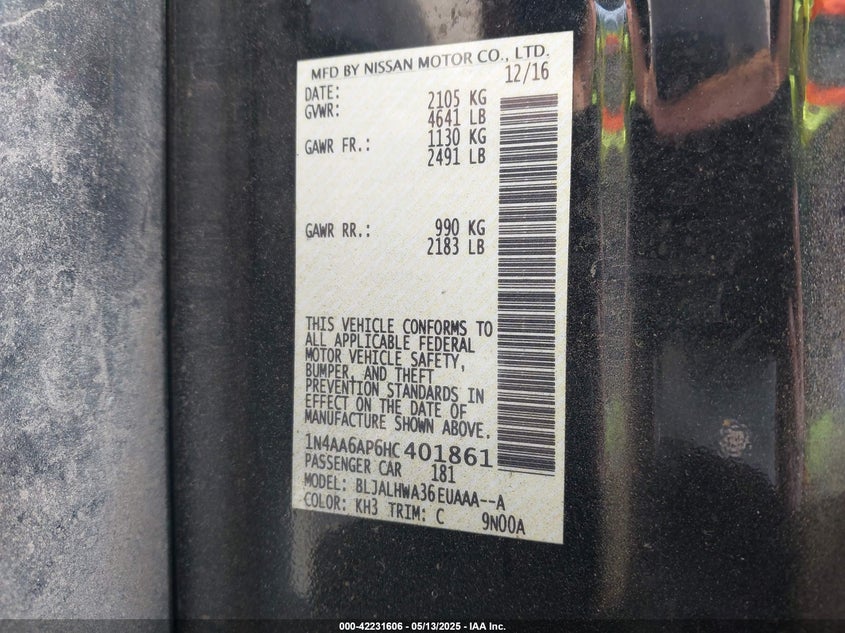 MFD BY NISSAN MOTOR CO., LTD.
DATE: 12/16
GVWR: 2105 KG
4641 LB
GAWR FR.: 1130 KG
2491 LB
GAWR RR.: 990 KG
2183 LB
THIS VEHICLE CONFORMS TO
ALL APPLICABLE FEDERAL
MOTOR VEHICLE SAFETY,
BUMPER, AND THEFT
PREVENTION STANDARDS IN
EFFECT ON THE DATE OF
MANUFACTURE SHOWN ABOVE.
1N4AA6AP6HC401861
PASSENGER CAR 181
MODEL: BLJALHWA36EUAAA--A
COLOR: KH3 TRIM: C 9N00A
000-42231606 - 05/13/2025 - IAA Inc.